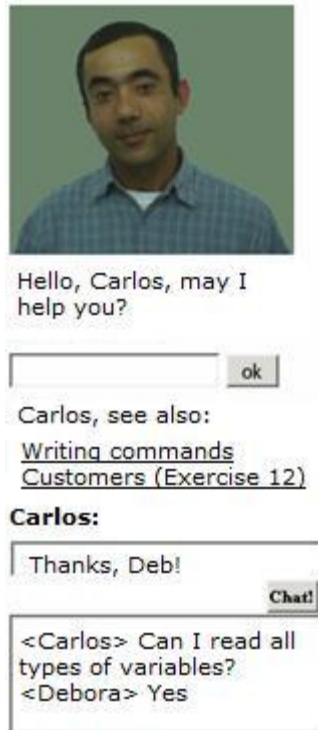 Hello, Carlos, may I
help you?
ok
Carlos, see also:
Writing commands
Customers (Exercise 12)
Carlos:
Thanks, Deb!
Chat!
<Carlos> Can I read all
types of variables?
<Debora> Yes